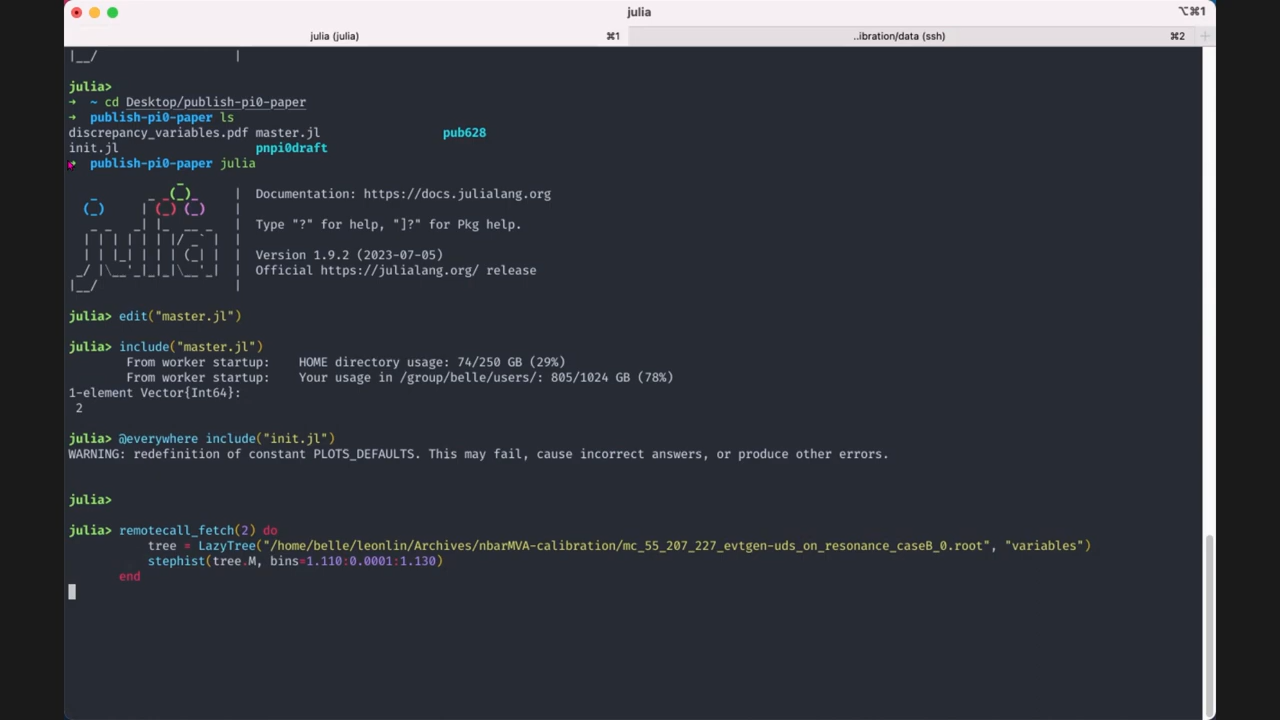 julia
⌥⌘1
julia (julia) ⌘1
..ibration/data (ssh) ⌘2 +
|__/                   |
julia>
→ ~ cd Desktop/publish-pi0-paper
→ publish-pi0-paper ls
discrepancy_variables.pdf master.jl pub628
init.jl pnpi0draft
→ publish-pi0-paper julia
| Documentation: https://docs.julialang.org
|
| Type "?" for help, "]?" for Pkg help.
|
| Version 1.9.2 (2023-07-05)
| Official https://julialang.org/ release
|__/                   |
julia> edit("master.jl")
julia> include("master.jl")
From worker startup: HOME directory usage: 74/250 GB (29%)
From worker startup: Your usage in /group/belle/users/: 805/1024 GB (78%)
1-element Vector{Int64}:
2
julia> @everywhere include("init.jl")
WARNING: redefinition of constant PLOTS_DEFAULTS. This may fail, cause incorrect answers, or produce other errors.
julia>
julia> remotecall_fetch(2) do
tree = LazyTree("/home/belle/leonlin/Archives/nbarMVA-calibration/mc_55_207_227_evtgen-uds_on_resonance_caseB_0.root", "variables")
stephist(tree.M, bins=1.110:0.0001:1.130)
end